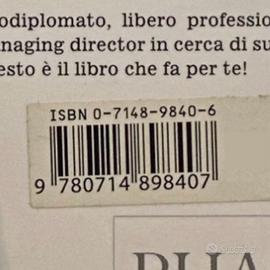 odiplomato, libero professio
naging director in cerca di su
esto è il libro che fa per te!
ISBN 0-7148-9840-6
9 780714 898407
PHA